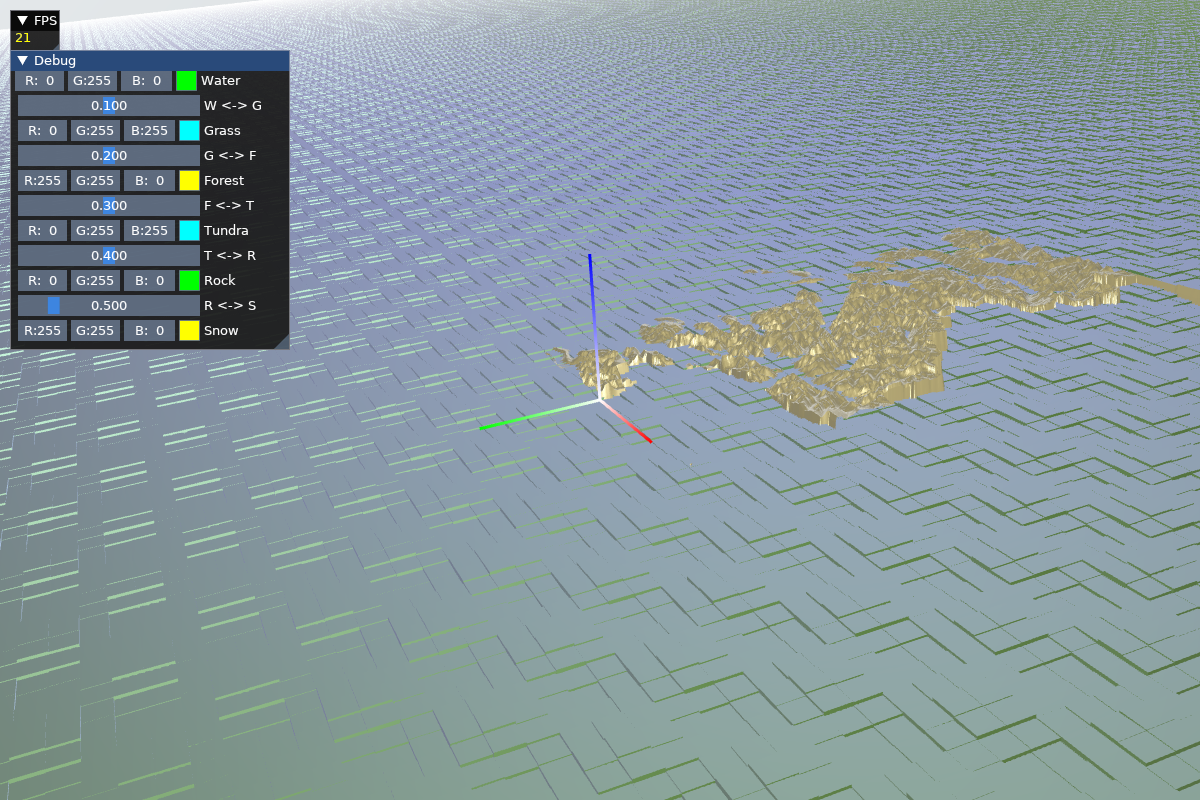 FPS
21
Debug
R: 0 G:255 B: 0 Water
0.100 W <-> G
R: 0 G:255 B:255 Grass
0.200 G <-> F
R:255 G:255 B: 0 Forest
0.300 F <-> T
R: 0 G:255 B:255 Tundra
0.400 T <-> R
R: 0 G:255 B: 0 Rock
0.500 R <-> S
R:255 G:255 B: 0 Snow